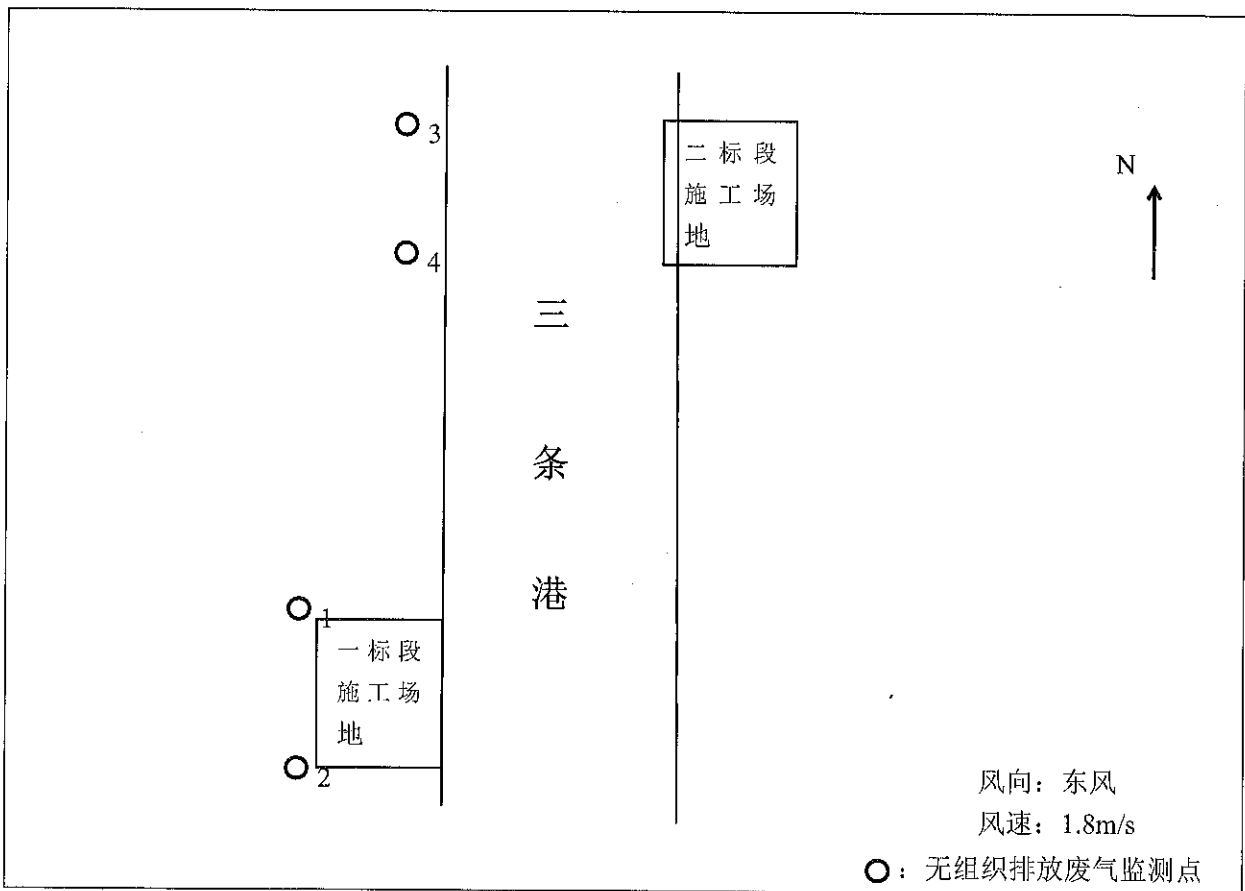 3
二标段
施工场
地
N
4
三
条
港
1
一标段
施工场
地
2
风向：东风
风速：1.8m/s
：无组织排放废气监测点